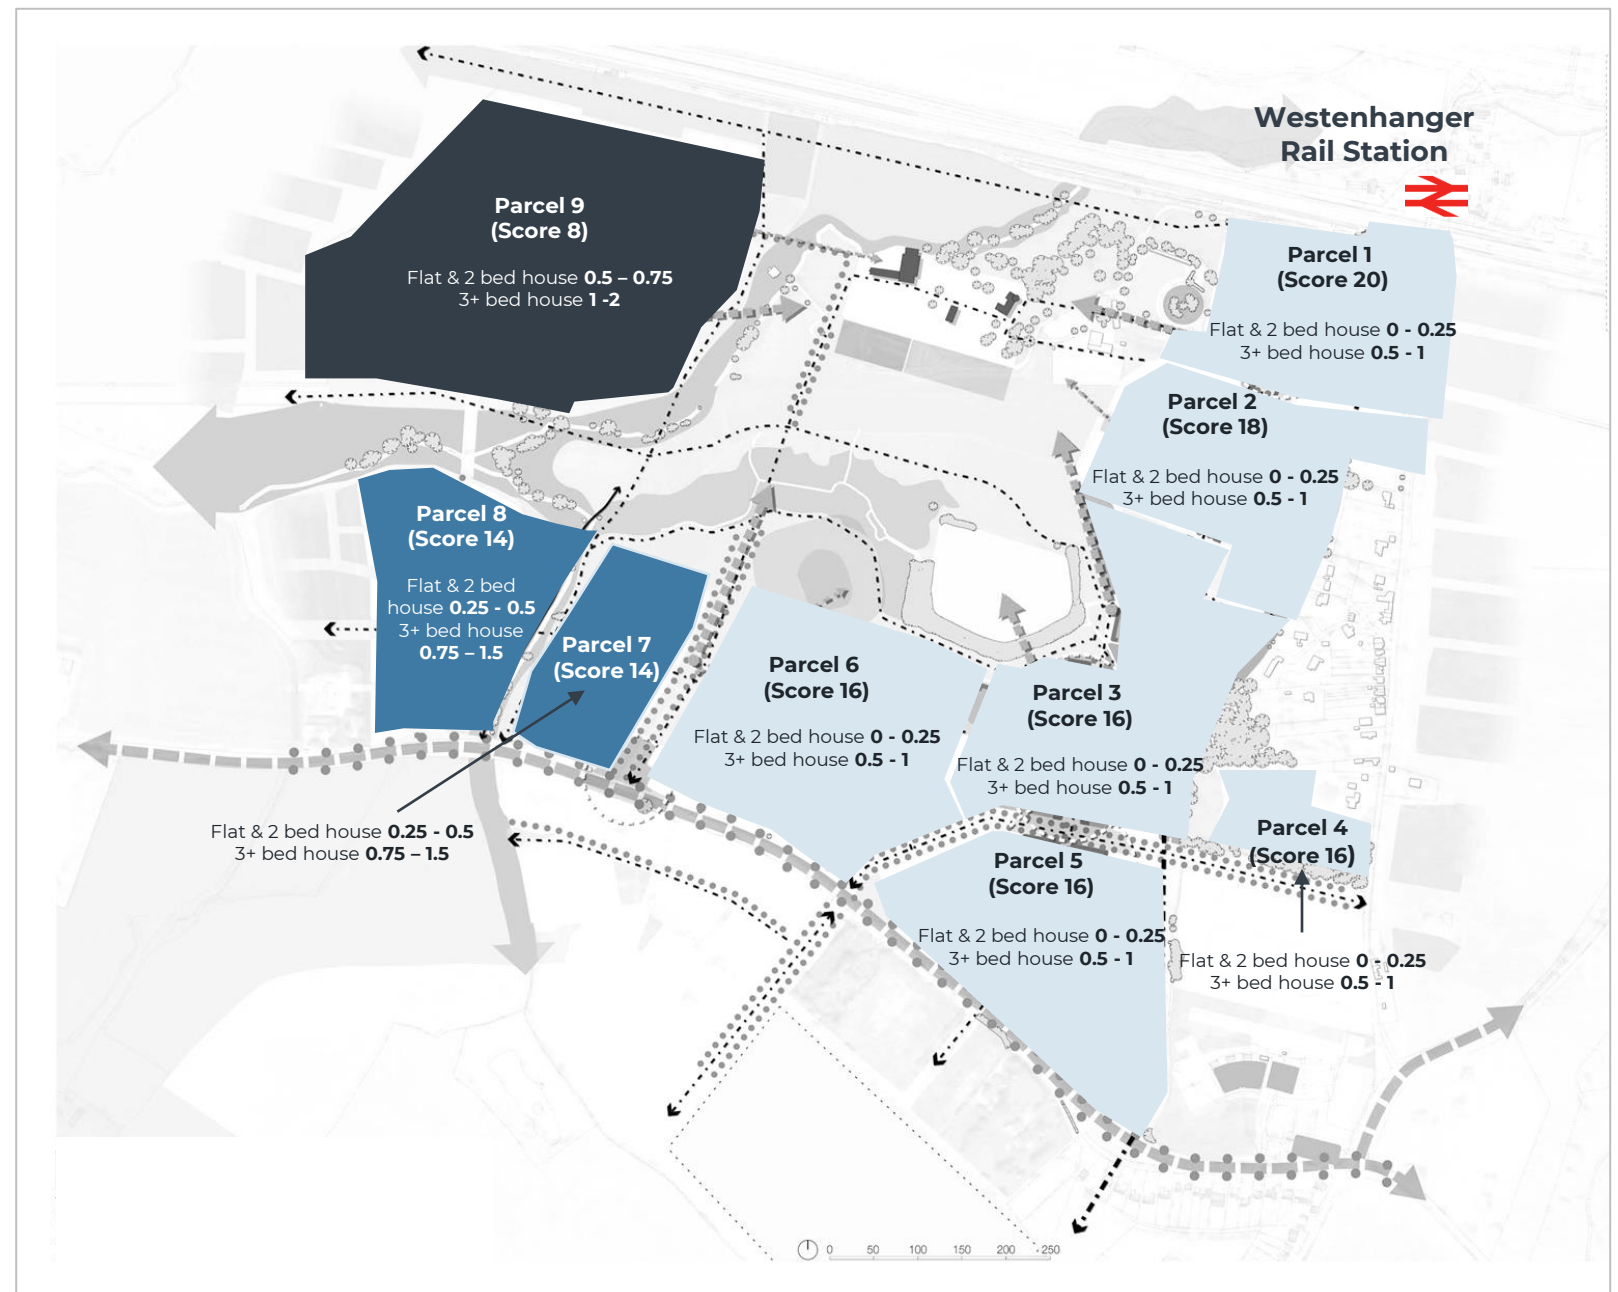 Westenhanger
Rail Station
Parcel 9
(Score 8)
Flat & 2 bed house 0.5 – 0.75
3+ bed house 1 -2
Parcel 1
(Score 20)
Flat & 2 bed house 0 - 0.25
3+ bed house 0.5 - 1
Parcel 2
(Score 18)
Flat & 2 bed house 0 - 0.25
3+ bed house 0.5 - 1
Parcel 8
(Score 14)
Flat & 2 bed
house 0.25 - 0.5
3+ bed house
0.75 – 1.5
Parcel 7
(Score 14)
Flat & 2 bed house 0.25 - 0.5
3+ bed house 0.75 – 1.5
Parcel 6
(Score 16)
Flat & 2 bed house 0 - 0.25
3+ bed house 0.5 - 1
Parcel 3
(Score 16)
Flat & 2 bed house 0 - 0.25
3+ bed house 0.5 - 1
Parcel 4
(Score 16)
Flat & 2 bed house 0 - 0.25
3+ bed house 0.5 - 1
Parcel 5
(Score 16)
Flat & 2 bed house 0 - 0.25
3+ bed house 0.5 - 1
0 50 100 150 200 250